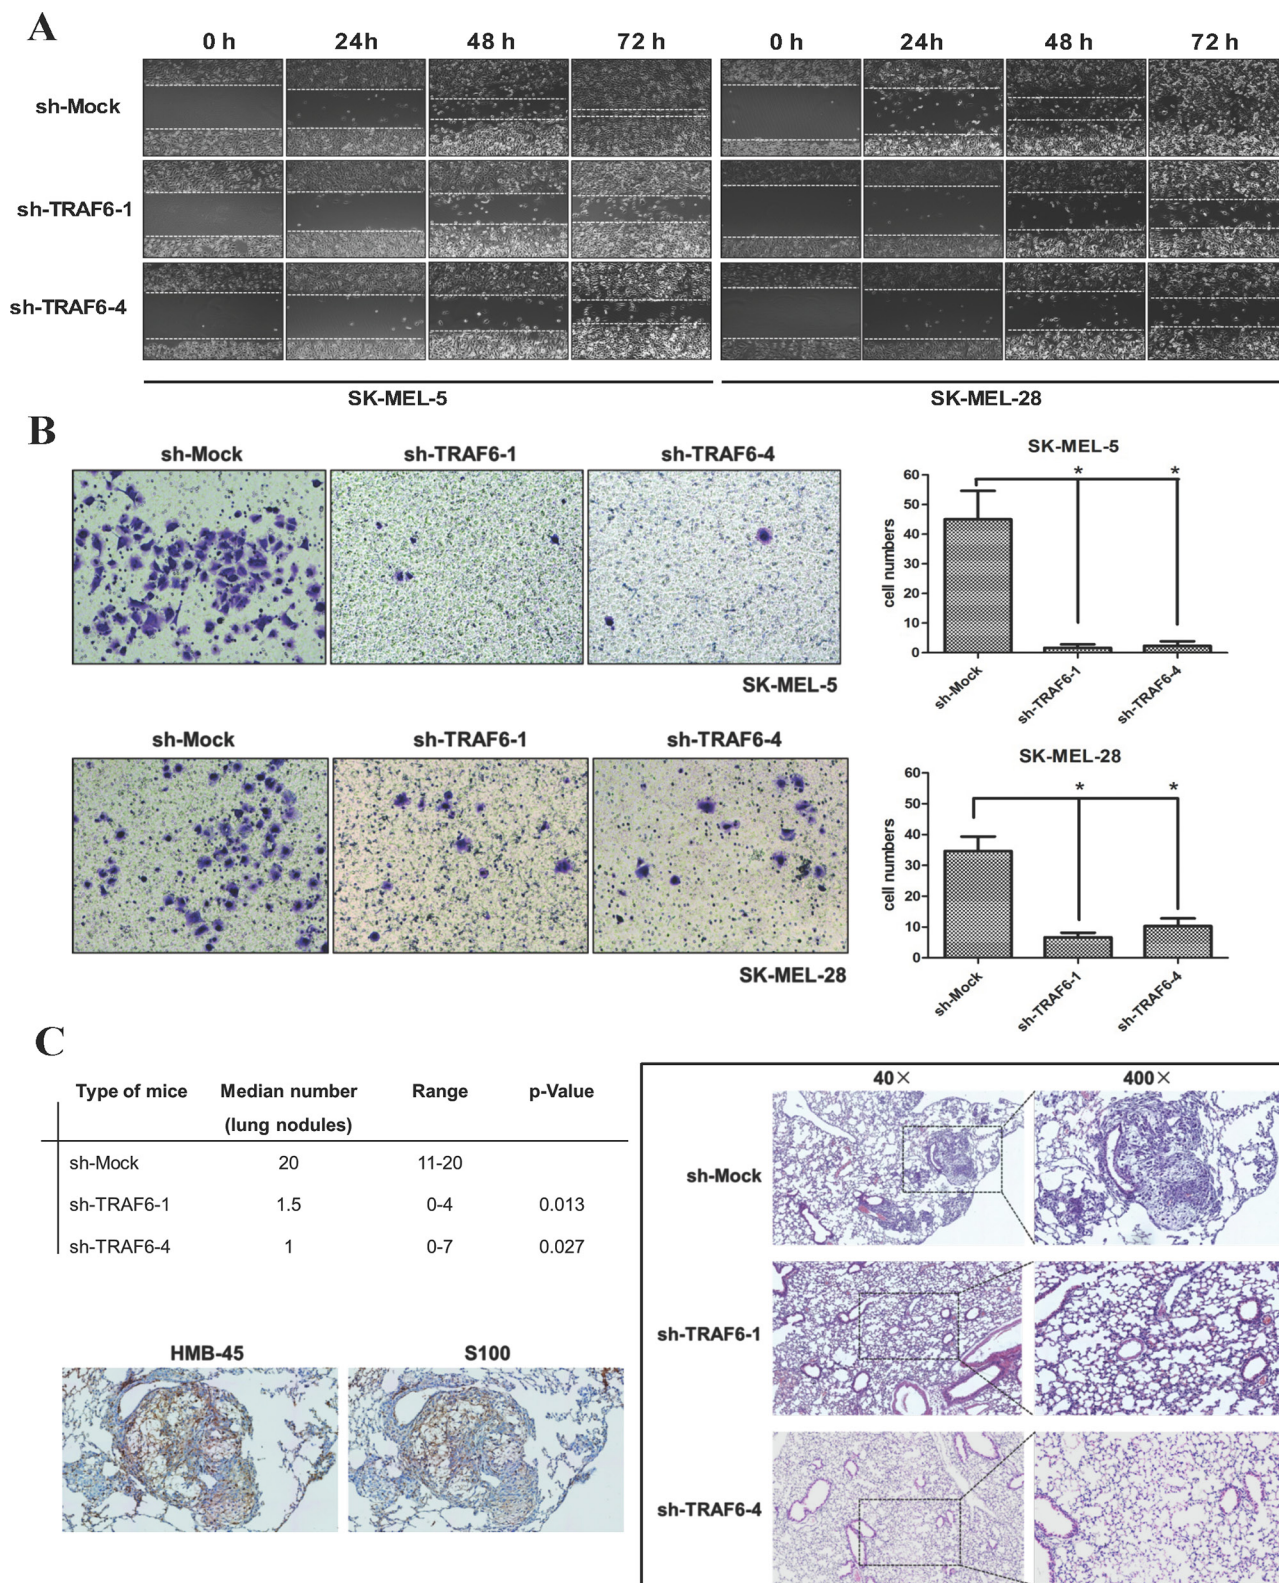 A
0 h 24h 48 h 72 h 0 h 24h 48 h 72 h
sh-Mock
sh-TRAF6-1
sh-TRAF6-4
SK-MEL-5 SK-MEL-28
B
sh-Mock sh-TRAF6-1 sh-TRAF6-4
SK-MEL-5
SK-MEL-5
60
50
40
30
20
10
0
cell numbers
* *
sh-Mock sh-TRAF6-1 sh-TRAF6-4
sh-Mock sh-TRAF6-1 sh-TRAF6-4
SK-MEL-28
SK-MEL-28
60
50
40
30
20
10
0
cell numbers
* *
sh-Mock sh-TRAF6-1 sh-TRAF6-4
C
Type of mice Median number Range p-Value
(lung nodules)
sh-Mock 20 11-20
sh-TRAF6-1 1.5 0-4 0.013
sh-TRAF6-4 1 0-7 0.027
HMB-45 S100
40× 400×
sh-Mock
sh-TRAF6-1
sh-TRAF6-4